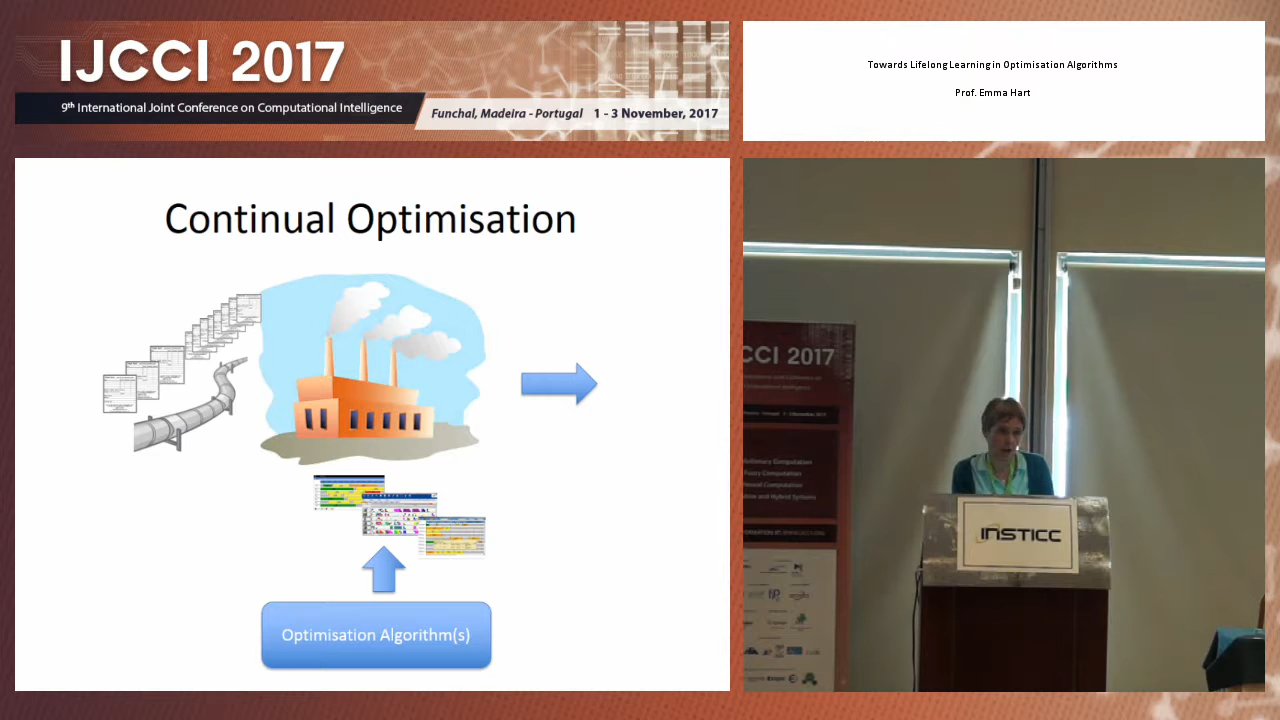 IJCCI 2017
9th International Joint Conference on Computational Intelligence
Funchal, Madeira - Portugal 1 - 3 November, 2017
Towards Lifelong Learning in Optimisation Algorithms
Prof. Emma Hart
Continual Optimisation
Optimisation Algorithm(s)
CCI 2017
INSTICC